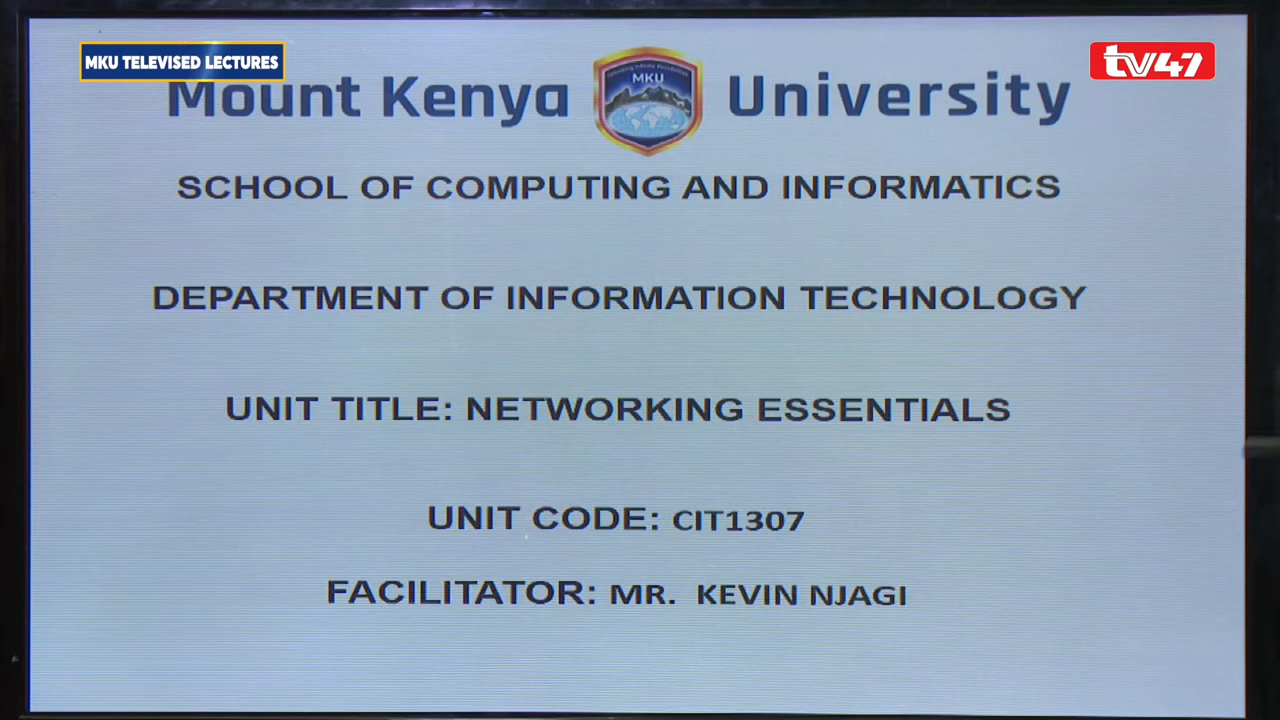 MKU TELEVISED LECTURES
tv47
Mount Kenya University
MKU
SCHOOL OF COMPUTING AND INFORMATICS
DEPARTMENT OF INFORMATION TECHNOLOGY
UNIT TITLE: NETWORKING ESSENTIALS
UNIT CODE: CIT1307
FACILITATOR: MR. KEVIN NJAGI